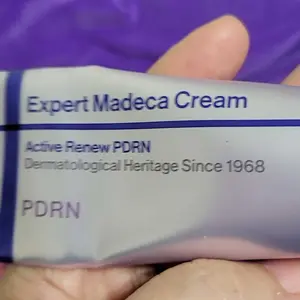 Expert Madeca Cream
Active Renew PDRN
Dermatological Heritage Since 1968
PDRN